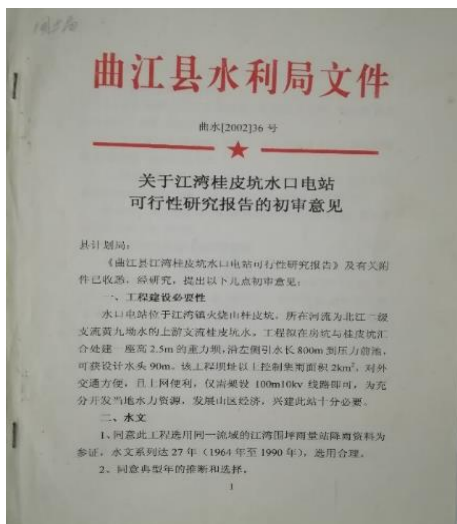 曲江县水利局文件
曲水[2002]36 号
关于江湾桂皮坑水口电站
可行性研究报告的初审意见
县计划局:
《曲江县江湾桂皮坑水口电站可行性研究报告》及有关附
件已收悉，经研究，提出以下几点初审意见:
一、工程建设必要性
水口电站位于江湾镇火烧山桂皮坑，所在河流为北江二级
支流黄九地水的上游支流桂皮坑水。工程拟在房坑与桂皮坑汇
合处建一座高 2.5m 的重力坝,沿左侧引水长 800m 到压力前池，
可获设计水头 90m。该工程坝址以上控制集雨面积 2km²，对外
交通方便，且上网便利，仅需架设 100m10kv 线路即可，为充
分开发当地水力资源，发展山区经济，兴建此站十分必要。
二、水文
1、同意此工程选用同一流域的江湾围坪雨量站降雨资料为
参证，水文系列达 27 年（1964 年至 1990 年），选用合理。
2、同意典型年的推断和选择。
1